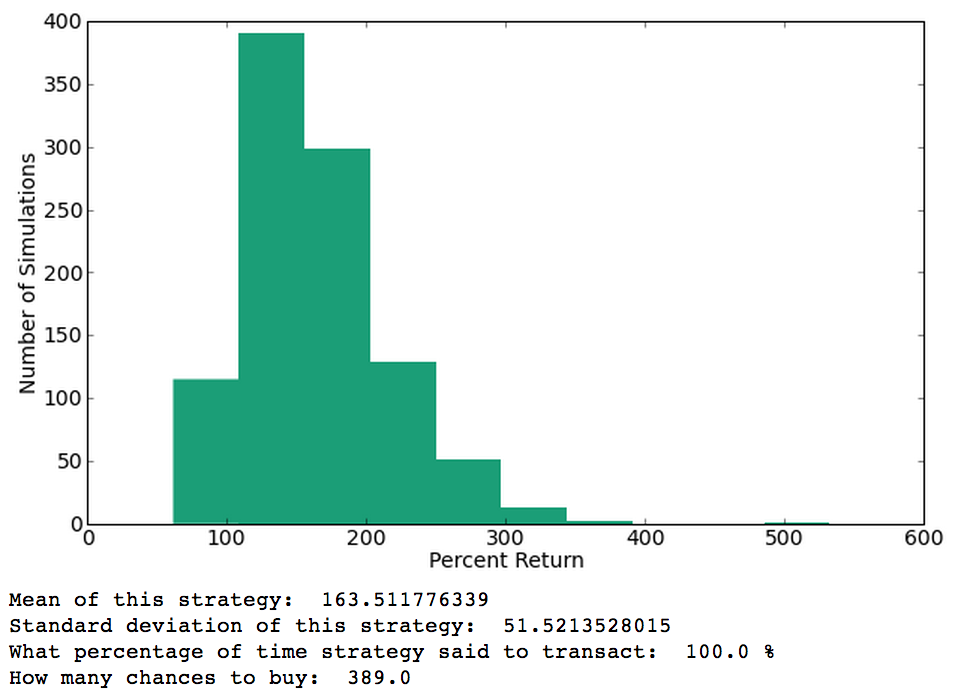 400
350
300
250
200
150
100
50
0
Number of Simulations
0 100 200 300 400 500 600
Percent Return
Mean of this strategy:  163.511776339
Standard deviation of this strategy:  51.5213528015
What percentage of time strategy said to transact:  100.0 %
How many chances to buy:  389.0